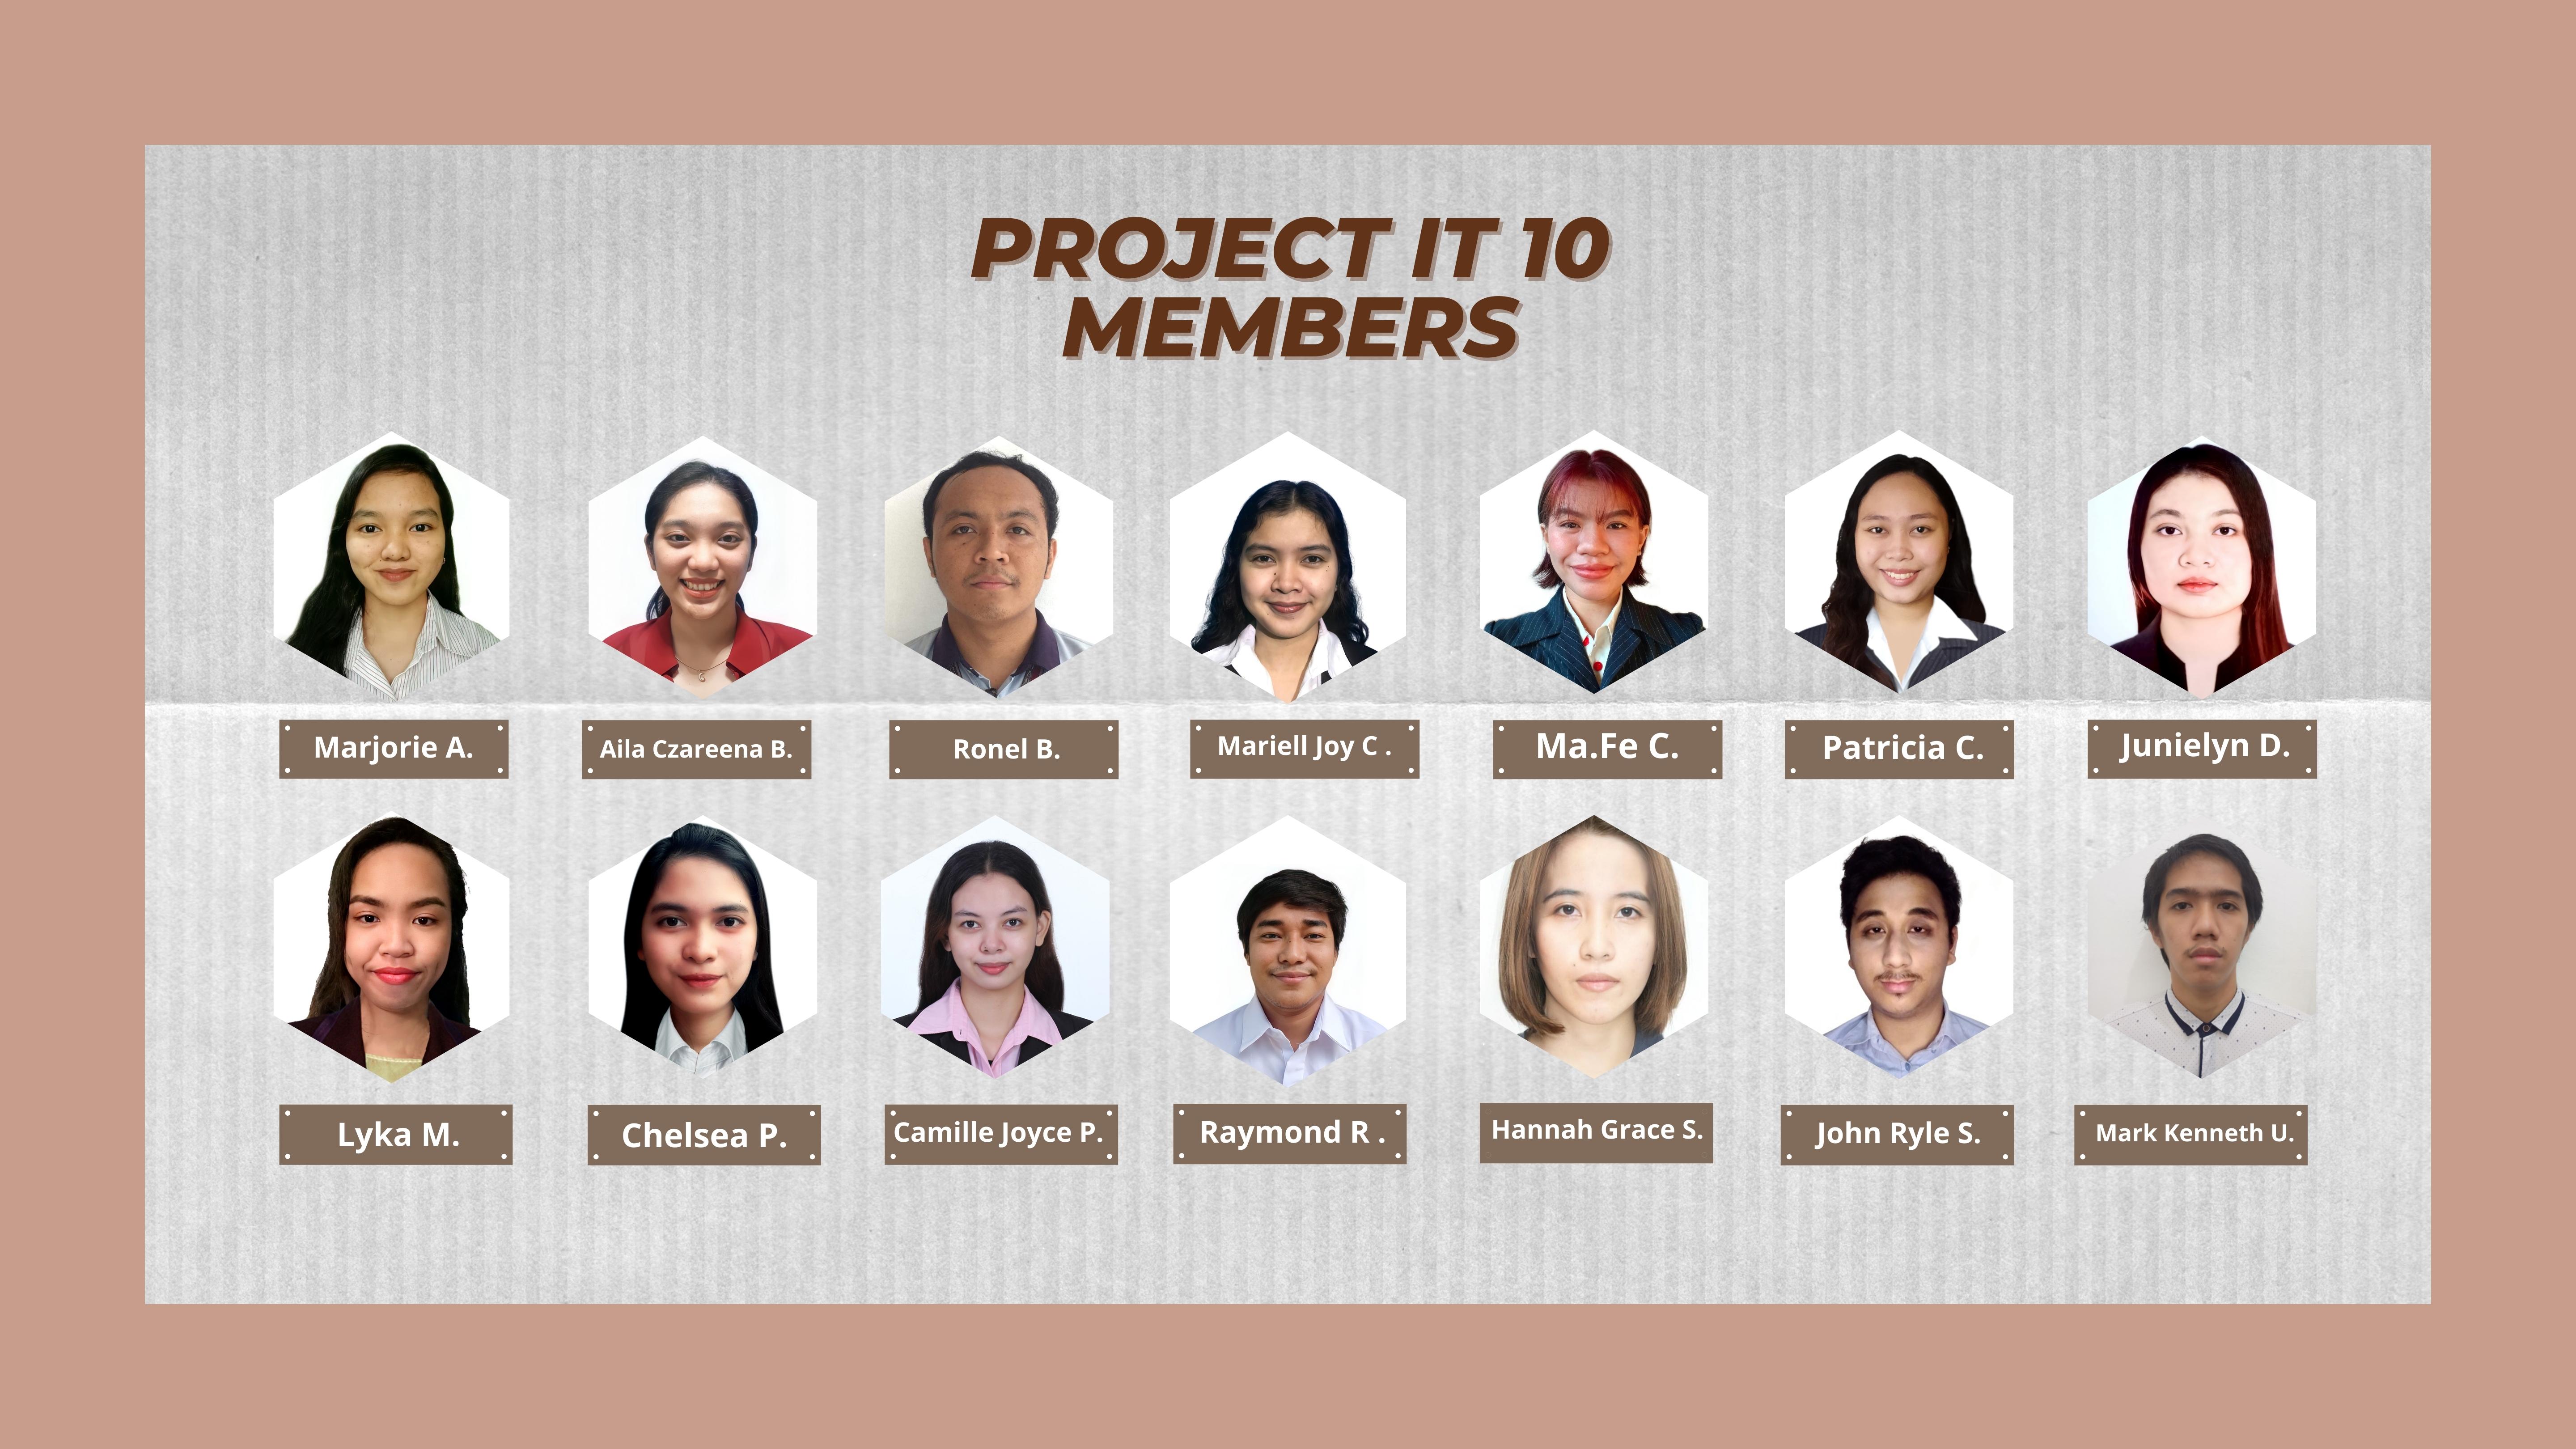 PROJECT IT 10
MEMBERS
Marjorie A.
Aila Czareena B.
Ronel B.
Mariell Joy C .
Ma.Fe C.
Patricia C.
Junielyn D.
Lyka M.
Chelsea P.
Camille Joyce P.
Raymond R .
Hannah Grace S.
John Ryle S.
Mark Kenneth U.